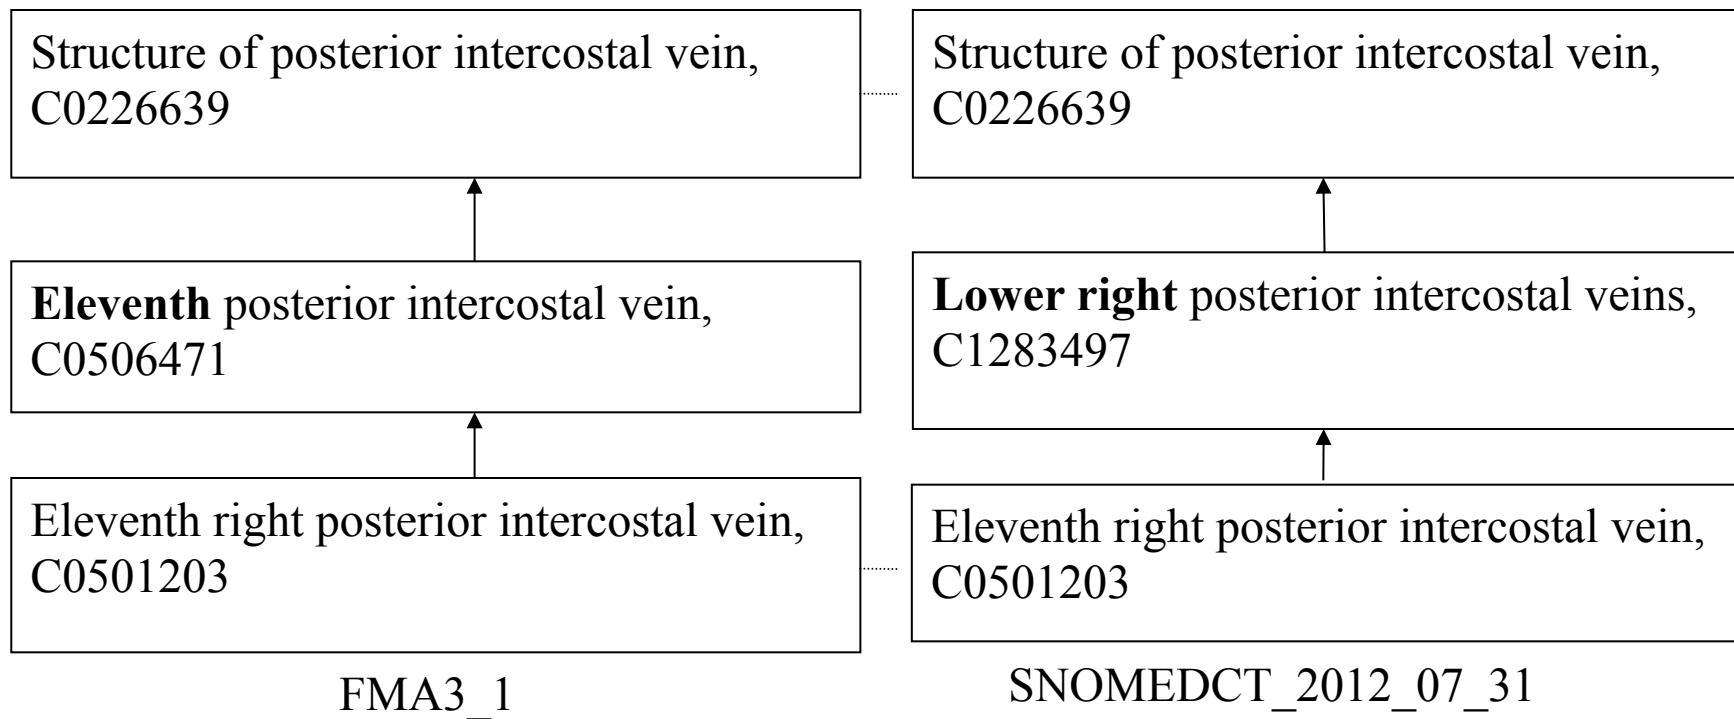 Structure of posterior intercostal vein,
C0226639
Structure of posterior intercostal vein,
C0226639
Eleventh posterior intercostal vein,
C0506471
Lower right posterior intercostal veins,
C1283497
Eleventh right posterior intercostal vein,
C0501203
Eleventh right posterior intercostal vein,
C0501203
FMA3_1
SNOMEDCT_2012_07_31